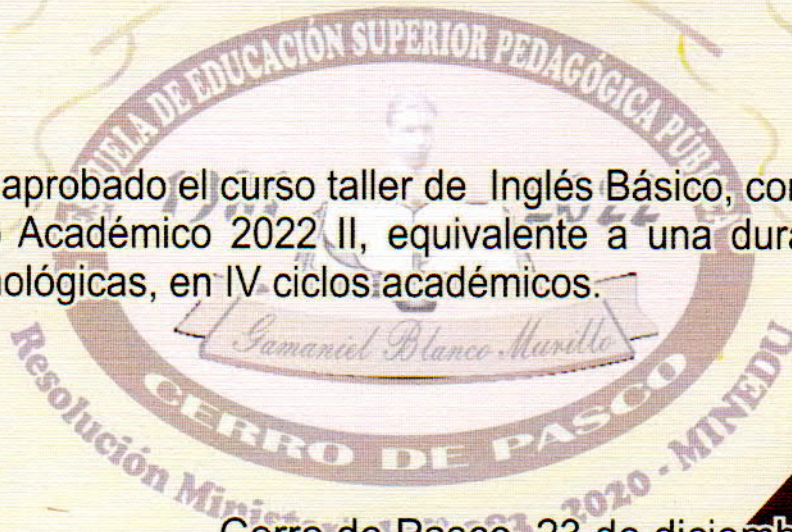 ESCUELA DE EDUCACIÓN SUPERIOR PEDAGÓGICA PÚBLICA
aprobado el curso taller de Inglés Básico, con
Académico 2022 II, equivalente a una dura
nológicas, en IV ciclos académicos.
Gamaniel Blanco Murillo
CERRO DE PASCO
Resolución 2020 - MINEDU
Cerro de Pasco, 23 de diciemb